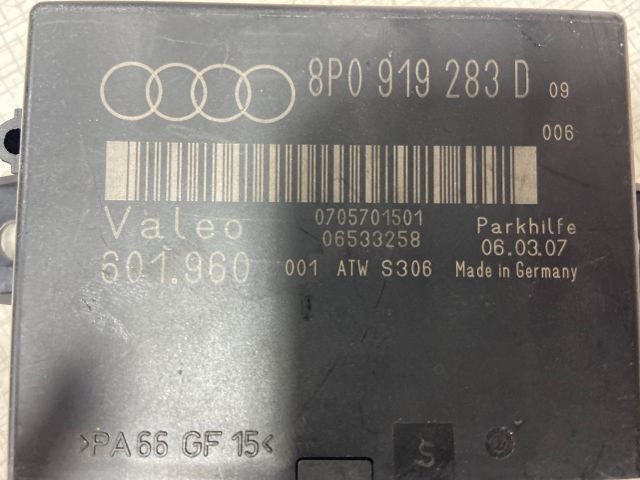 8P0 919 283 D 09
006
Valeo 0705701501 Parkhilfe
06533258 06.03.07
601.960 001 ATW S306 Made in Germany
>PA66 GF 15< S